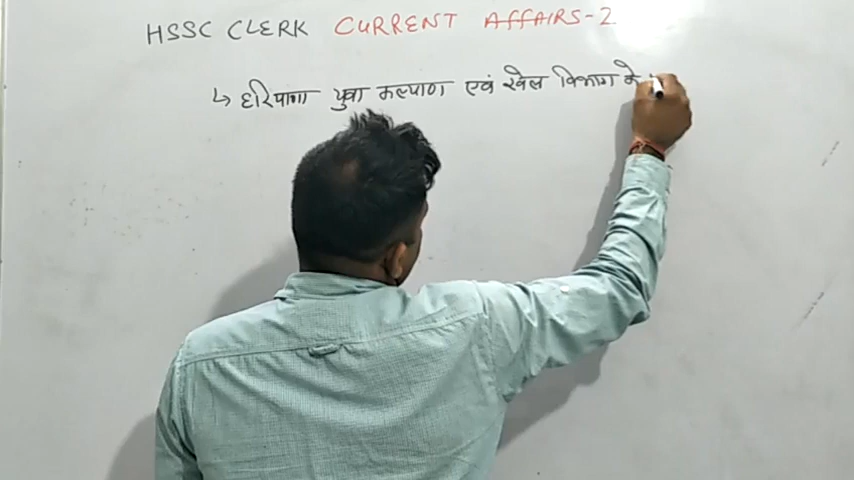 HSSC CLERK CURRENT AFFAIRS-2
↳ हरियाणा युवा कल्याण एवं खेल विभाग के